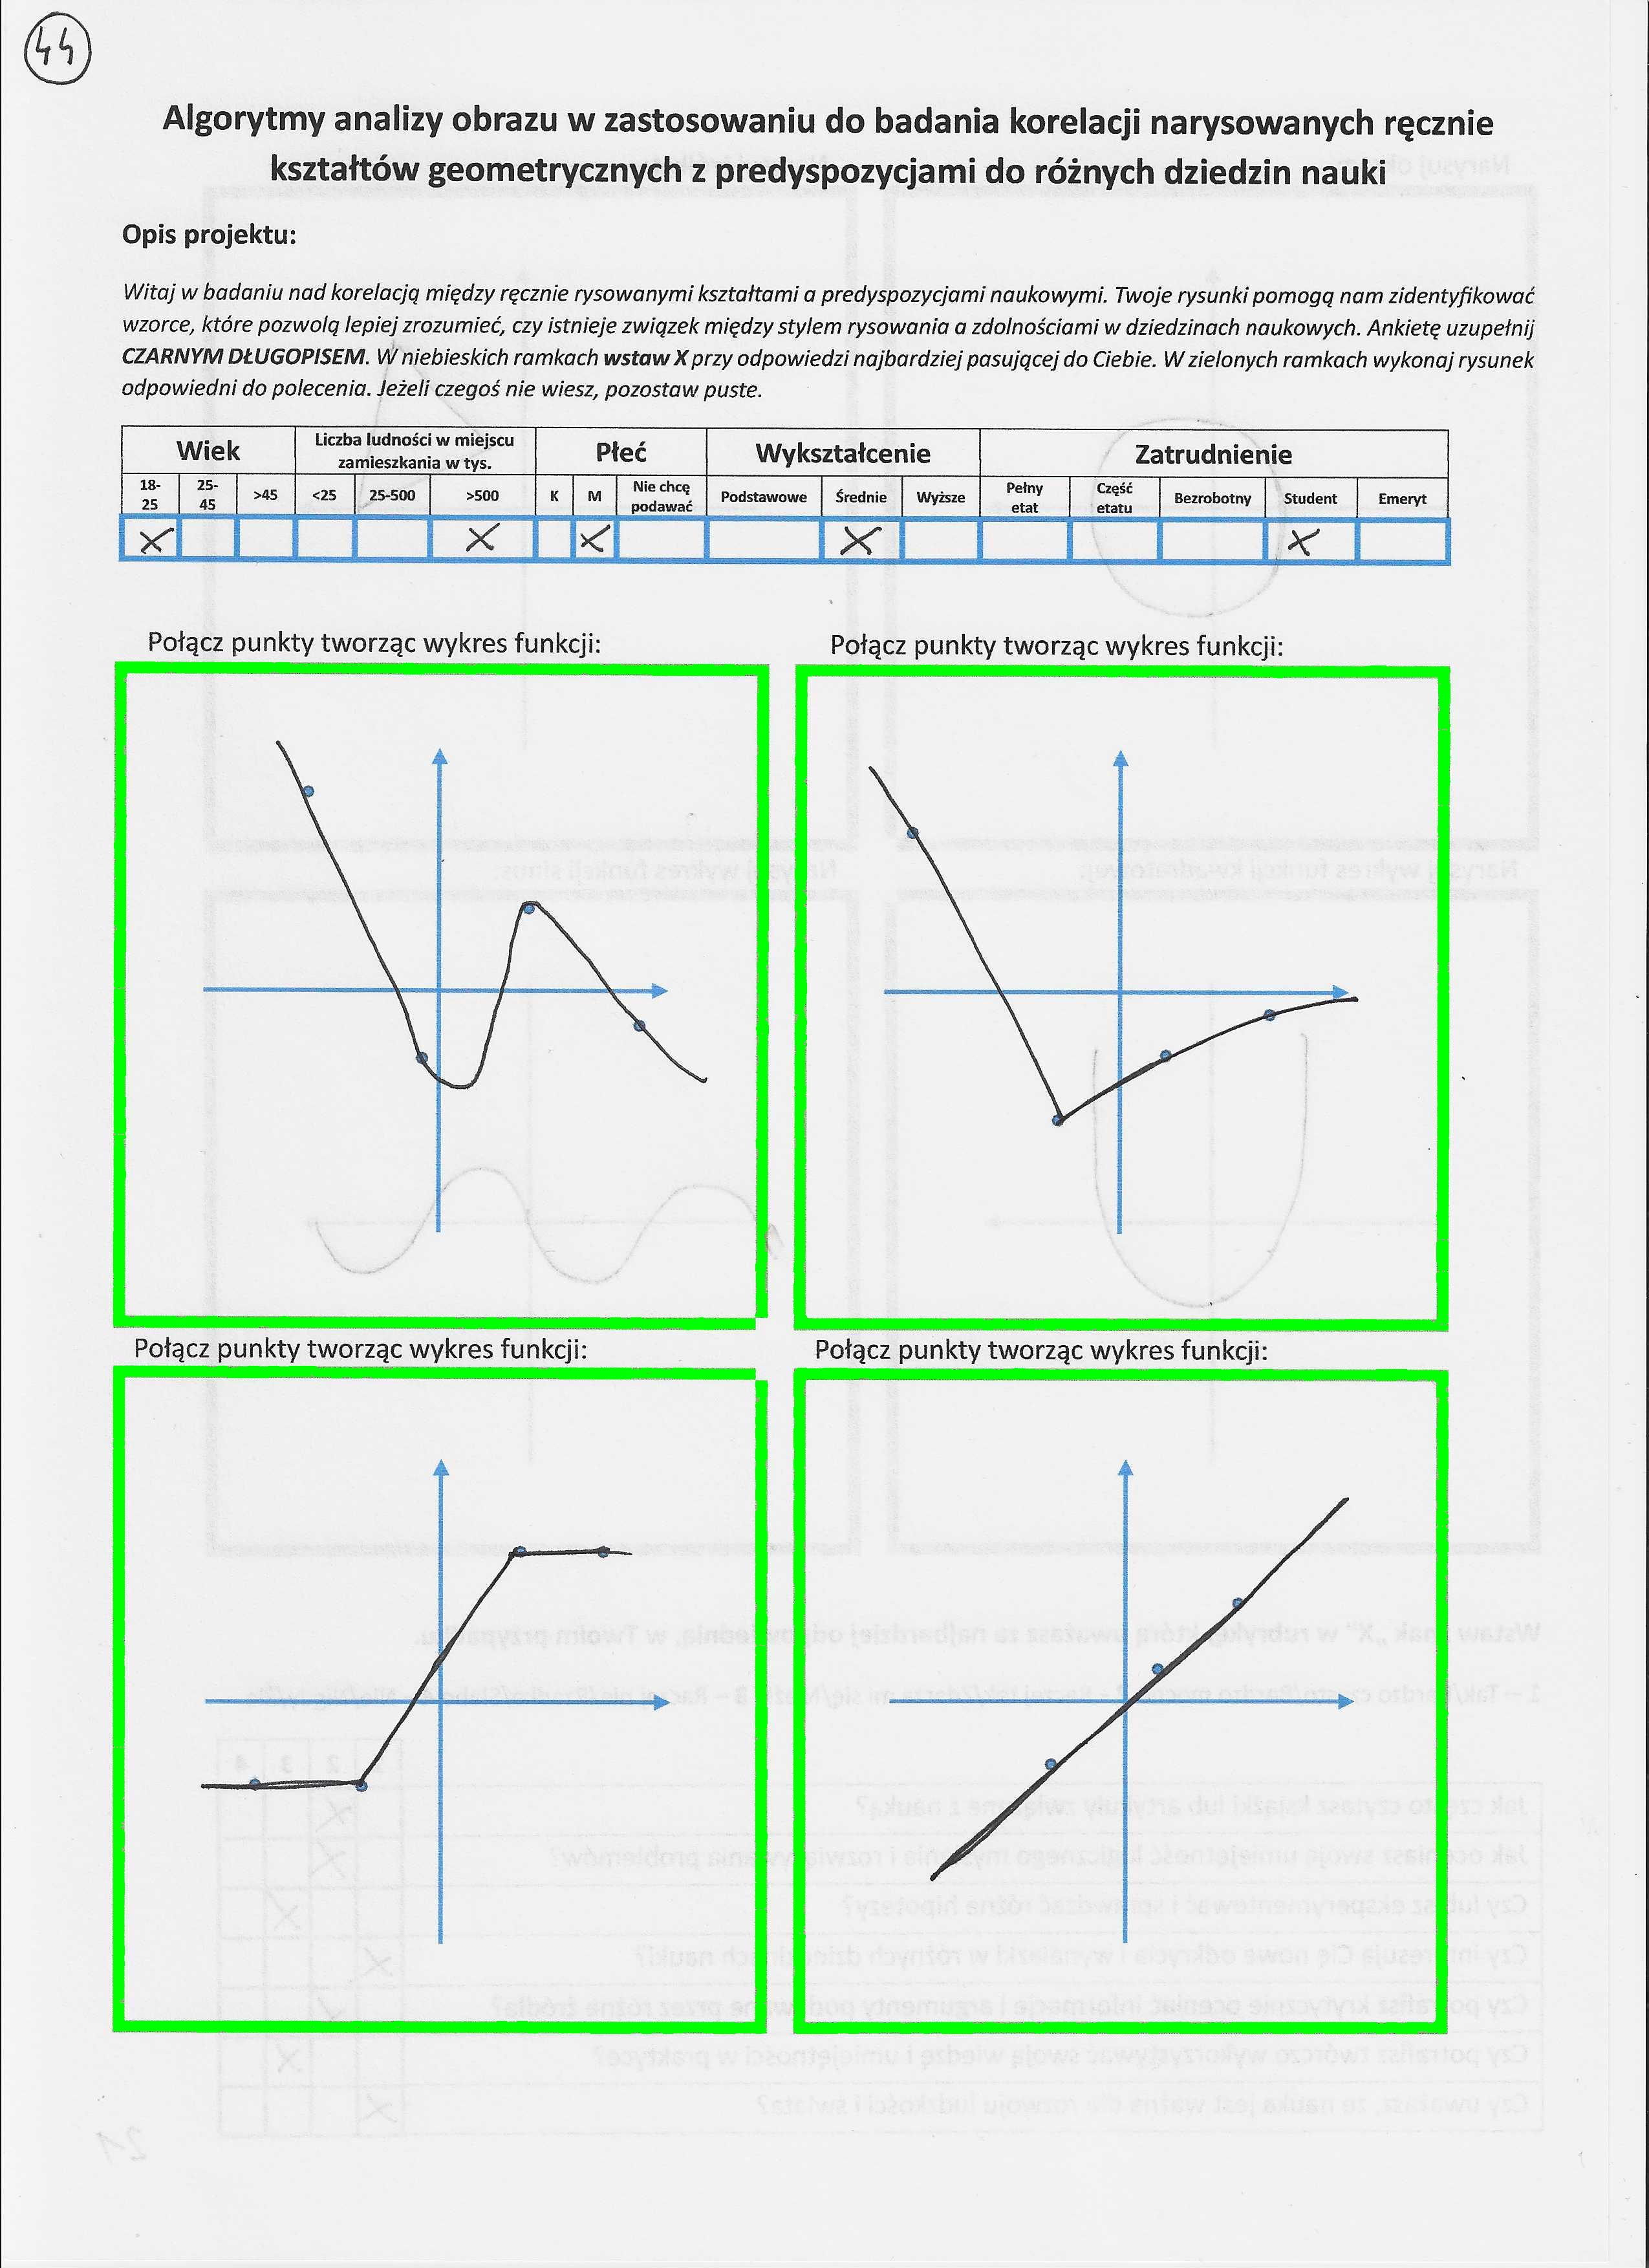 44
Algorytmy analizy obrazu w zastosowaniu do badania korelacji narysowanych ręcznie
kształtów geometrycznych z predyspozycjami do różnych dziedzin nauki
Opis projektu:
Witaj w badaniu nad korelacją między ręcznie rysowanymi kształtami a predyspozycjami naukowymi. Twoje rysunki pomogą nam zidentyfikować
wzorce, które pozwolą lepiej zrozumieć, czy istnieje związek między stylem rysowania a zdolnościami w dziedzinach naukowych. Ankietę uzupełnij
CZARNYM DŁUGOPISEM. W niebieskich ramkach wstaw X przy odpowiedzi najbardziej pasującej do Ciebie. W zielonych ramkach wykonaj rysunek
odpowiedni do polecenia. Jeżeli czegoś nie wiesz, pozostaw puste.
Wiek Liczba ludności w miejscu zamieszkania w tys. Płeć Wykształcenie Zatrudnienie
18-25 25-45 >45 <25 25-500 >500 K M Nie chcę podawać Podstawowe Średnie Wyższe Pełny etat Część etatu Bezrobotny Student Emeryt
X X X X X
Połącz punkty tworząc wykres funkcji: Połącz punkty tworząc wykres funkcji:
Połącz punkty tworząc wykres funkcji: Połącz punkty tworząc wykres funkcji: